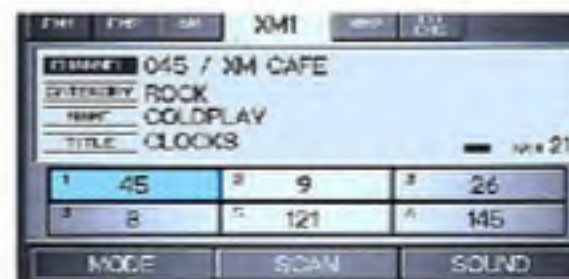 XM1
CHANNEL 045 / XM CAFE
CATEGORY ROCK
NAME COLDPLAY
TITLE CLOCKS
21
1 45 2 9 3 26
8 5 121 6 145
MODE SCAN SOUND